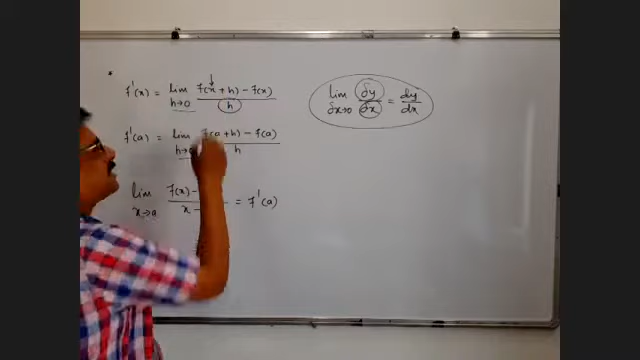 f'(x) = lim h→0 f(x+h) - f(x) / h
lim δx→0 δy/δx = dy/dx
f'(a) = lim h→ f(a+h) - f(a) / h
lim x→a f(x) - / x - = f'(a)